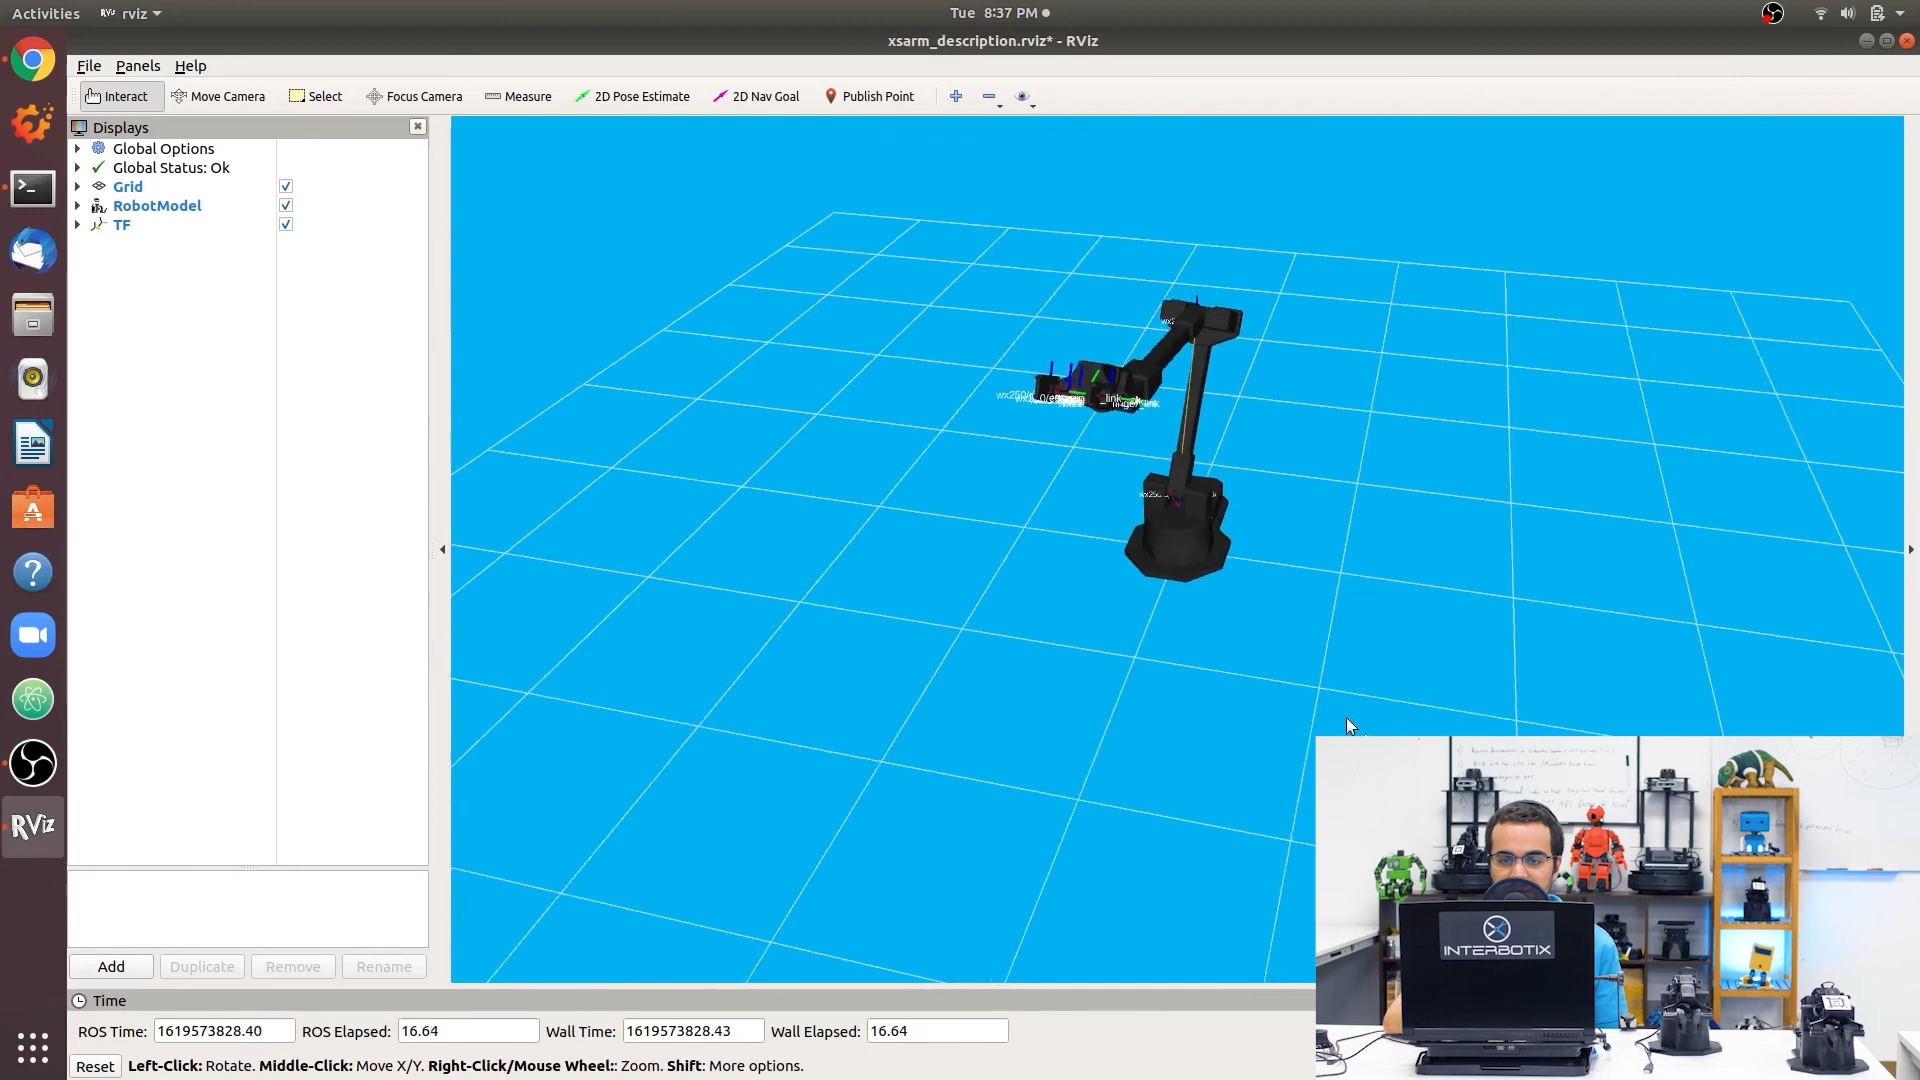 Activities
RViz rviz
Tue 8:37 PM
xsarm_description.rviz* - RViz
File Panels Help
Interact Move Camera Select Focus Camera Measure 2D Pose Estimate 2D Nav Goal Publish Point
Displays
Global Options
Global Status: Ok
Grid
RobotModel
TF
RViz
Add Duplicate Remove Rename
INTERBOTIX
Time
ROS Time: 1619573828.40 ROS Elapsed: 16.64 Wall Time: 1619573828.43 Wall Elapsed: 16.64
Reset Left-Click: Rotate. Middle-Click: Move X/Y. Right-Click/Mouse Wheel:: Zoom. Shift: More options.